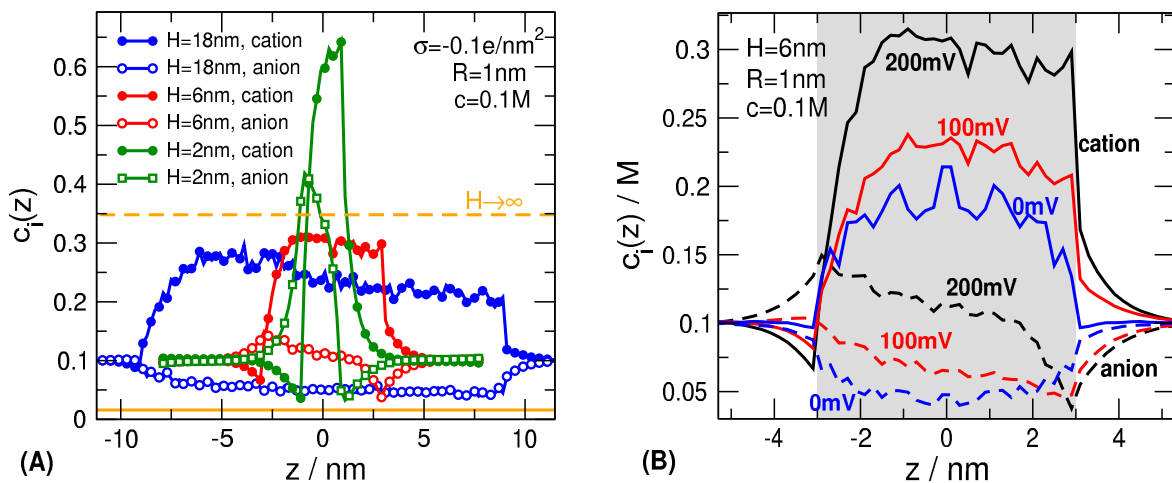 H=18nm, cation
H=18nm, anion
H=6nm, cation
H=6nm, anion
H=2nm, cation
H=2nm, anion
σ=-0.1e/nm²
R=1nm
c=0.1M
H→∞
0.6
0.5
0.4
0.3
0.2
0.1
0
cᵢ(z)
-10 -5 0 5 10
z / nm
(A)
H=6nm
R=1nm
c=0.1M
200mV
100mV
0mV
cation
200mV
100mV
0mV
anion
0.3
0.25
0.2
0.15
0.1
0.05
cᵢ(z) / M
-4 -2 0 2 4
z / nm
(B)